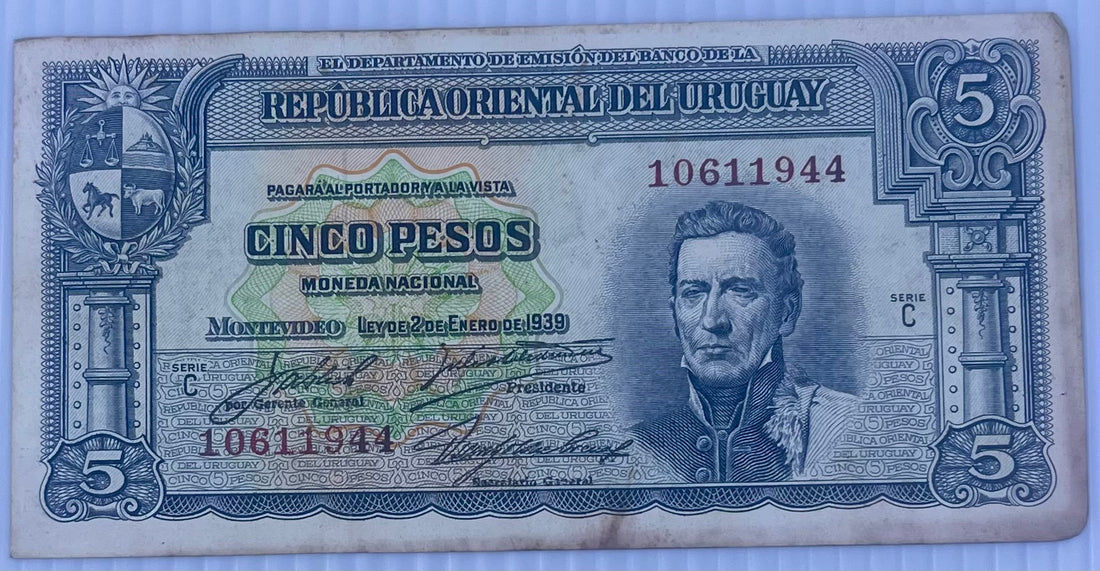 EL DEPARTAMENTO DE EMISIÓN DEL BANCO DE LA
REPÚBLICA ORIENTAL DEL URUGUAY
5
10611944
PAGARÁ AL PORTADOR Y A LA VISTA
CINCO PESOS
MONEDA NACIONAL
MONTEVIDEO LEY DE 2 DE ENERO DE 1939
SERIE
C
SERIE
C
Por Gerente General
Presidente
10611944
Secretario General
5
5